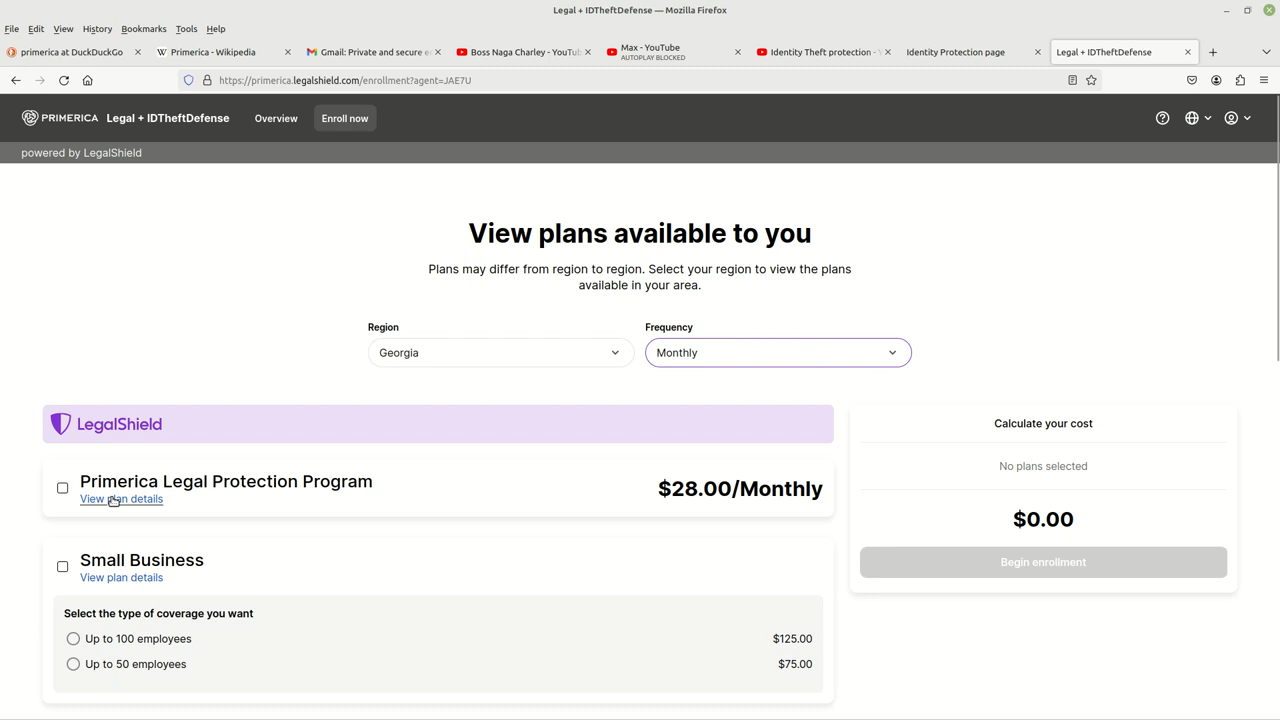 Legal + IDTheftDefense — Mozilla Firefox
File Edit View History Bookmarks Tools Help
primerica at DuckDuckGo
Primerica - Wikipedia
Gmail: Private and secure e
Boss Naga Charley - YouTu
Max - YouTube
AUTOPLAY BLOCKED
Identity Theft protection -
Identity Protection page
Legal + IDTheftDefense
https://primerica.legalshield.com/enrollment?agent=JAE7U
PRIMERICA Legal + IDTheftDefense Overview Enroll now
powered by LegalShield
View plans available to you
Plans may differ from region to region. Select your region to view the plans
available in your area.
Region
Georgia
Frequency
Monthly
LegalShield
Primerica Legal Protection Program
View plan details
$28.00/Monthly
Small Business
View plan details
Select the type of coverage you want
Up to 100 employees $125.00
Up to 50 employees $75.00
Calculate your cost
No plans selected
$0.00
Begin enrollment